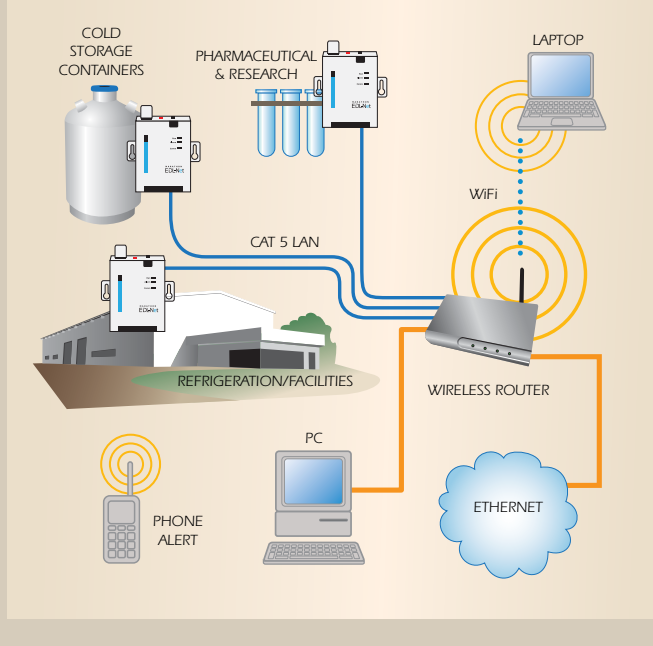 COLD
STORAGE
CONTAINERS
PHARMACEUTICAL
& RESEARCH
LAPTOP
WiFi
CAT 5 LAN
REFRIGERATION/FACILITIES
WIRELESS ROUTER
PC
PHONE
ALERT
ETHERNET